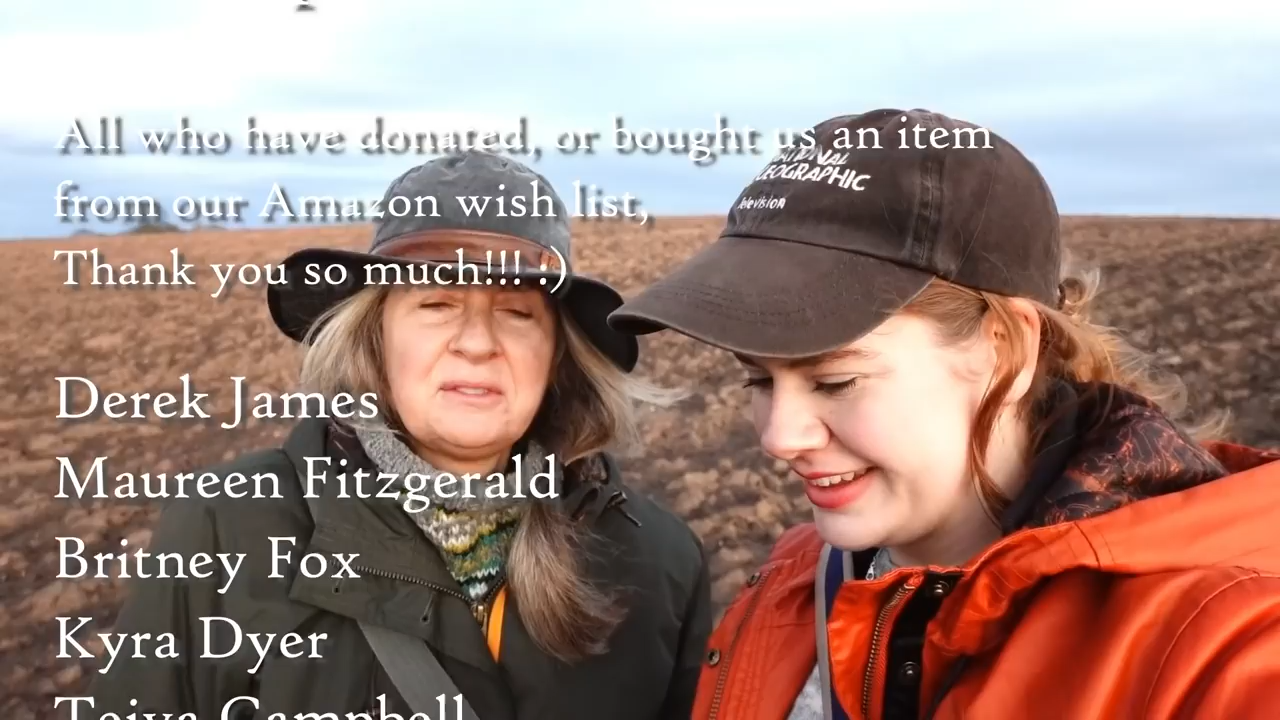 All who have donated, or bought us an item
from our Amazon wish list,
Thank you so much!!! :)
NATIONAL
GEOGRAPHIC
Television
Derek James
Maureen Fitzgerald
Britney Fox
Kyra Dyer
Campbell